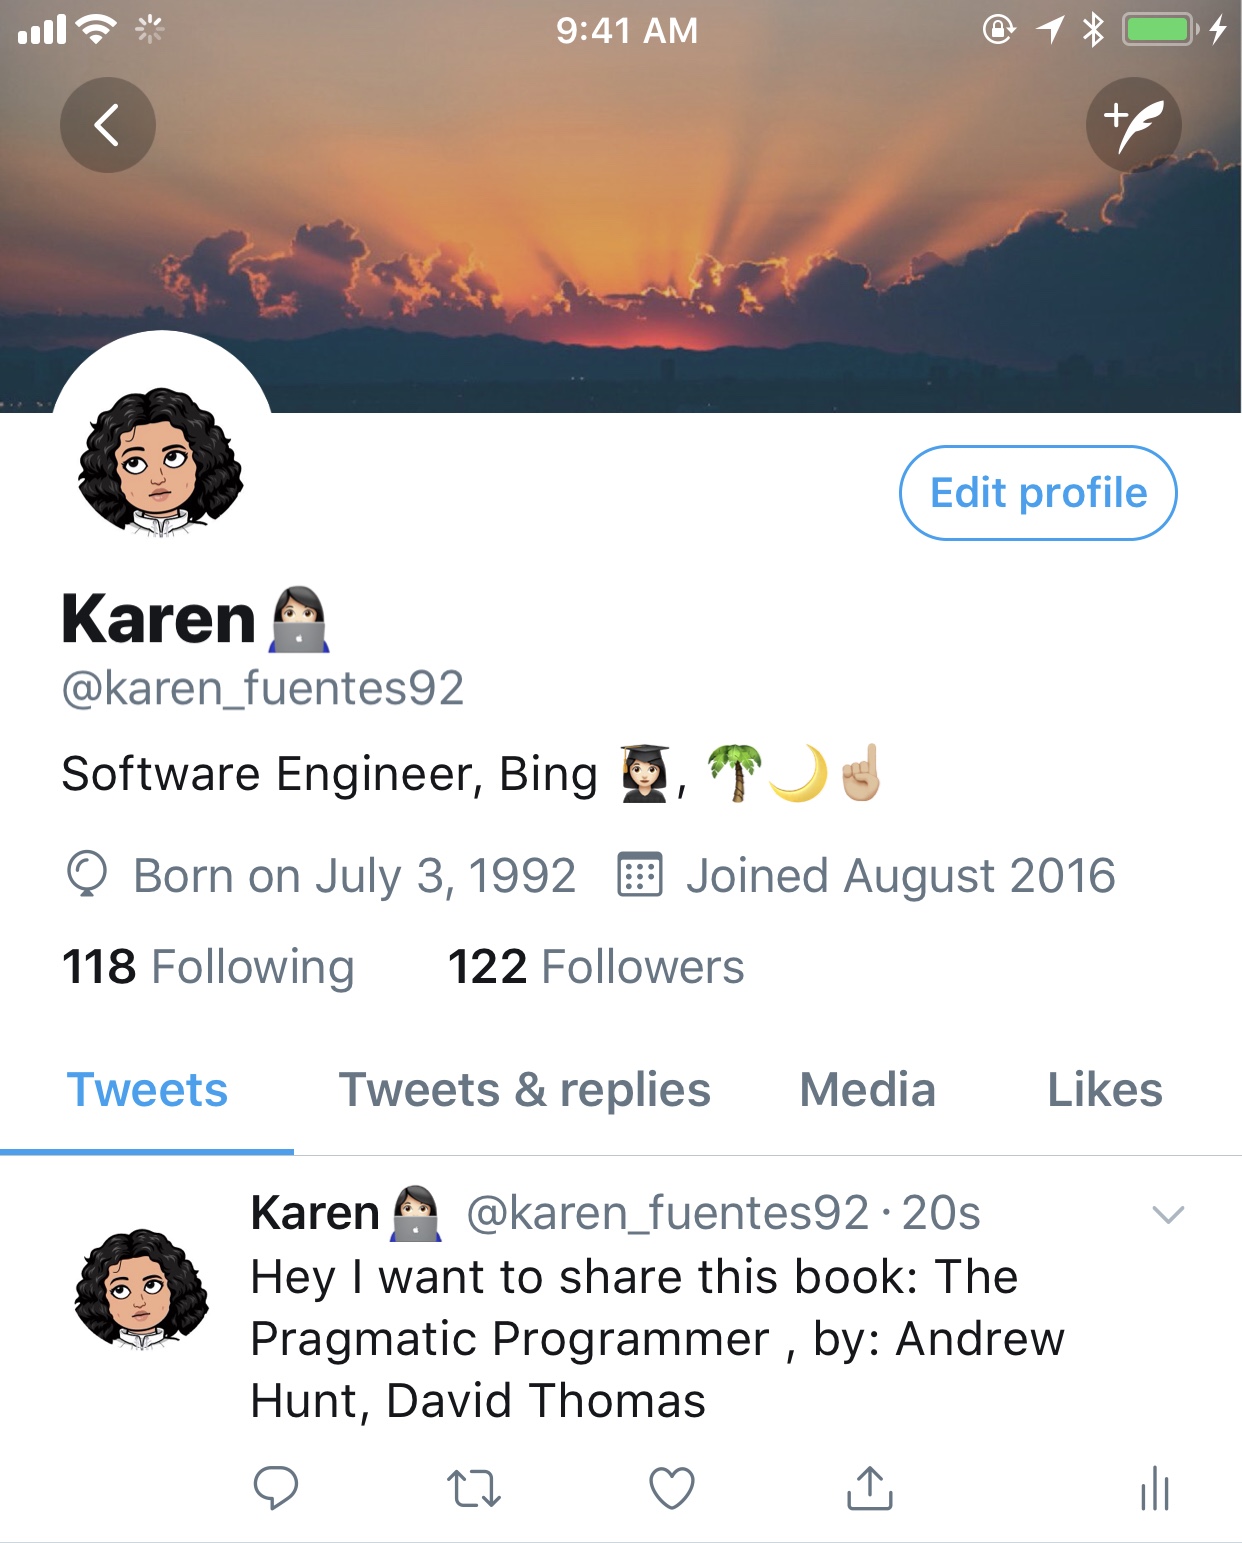 9:41 AM
Edit profile
Karen👩🏻‍💻
@karen_fuentes92
Software Engineer, Bing 👩🏻‍🎓, 🌴🌙☝🏼
Born on July 3, 1992 Joined August 2016
118 Following 122 Followers
Tweets Tweets & replies Media Likes
Karen👩🏻‍💻 @karen_fuentes92 · 20s
Hey I want to share this book: The
Pragmatic Programmer , by: Andrew
Hunt, David Thomas